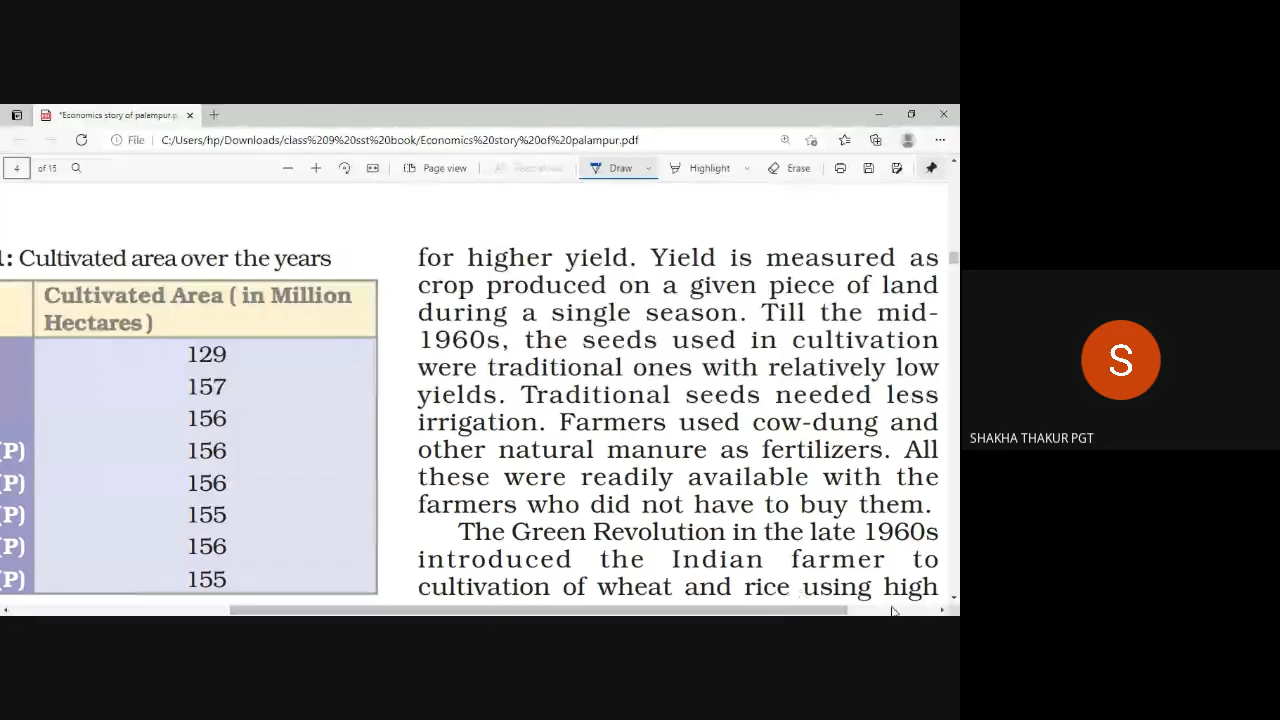 *Economics story of palampur.p
File
C:/Users/hp/Downloads/class%209%20sst%20book/Economics%20story%20of%20palampur.pdf
4 of 15
Page view
Draw
Highlight
Erase
1: Cultivated area over the years
Cultivated Area ( in Million
Hectares )
129
157
156
(P) 156
(P) 156
(P) 155
(P) 156
(P) 155
for higher yield. Yield is measured as
crop produced on a given piece of land
during a single season. Till the mid-
1960s, the seeds used in cultivation
were traditional ones with relatively low
yields. Traditional seeds needed less
irrigation. Farmers used cow-dung and
other natural manure as fertilizers. All
these were readily available with the
farmers who did not have to buy them.
The Green Revolution in the late 1960s
introduced the Indian farmer to
cultivation of wheat and rice using high
S
SHAKHA THAKUR PGT